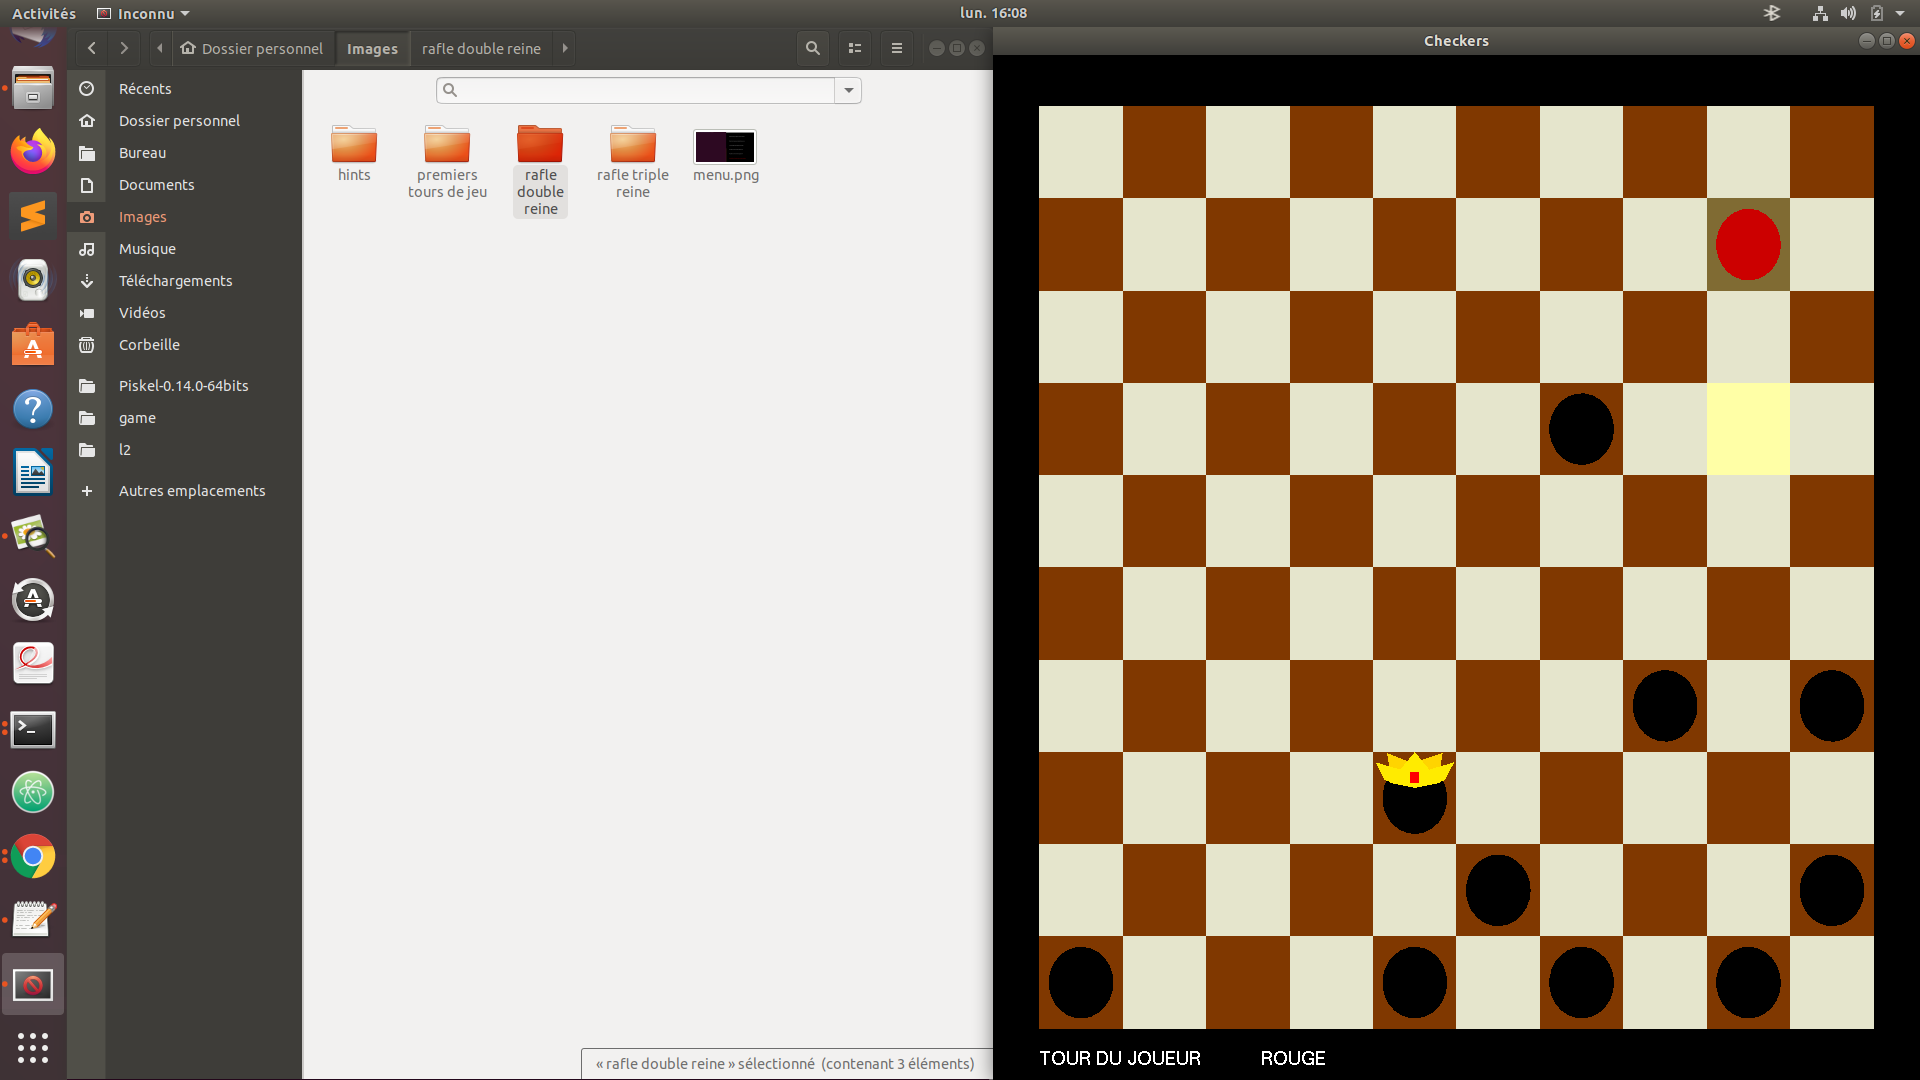 Activités
Inconnu
lun. 16:08
Dossier personnel
Images
rafle double reine
Checkers
Récents
Dossier personnel
Bureau
Documents
Images
Musique
Téléchargements
Vidéos
Corbeille
Piskel-0.14.0-64bits
game
l2
Autres emplacements
hints
premiers
tours de jeu
rafle
double
reine
rafle triple
reine
menu.png
« rafle double reine » sélectionné (contenant 3 éléments)
TOUR DU JOUEUR ROUGE